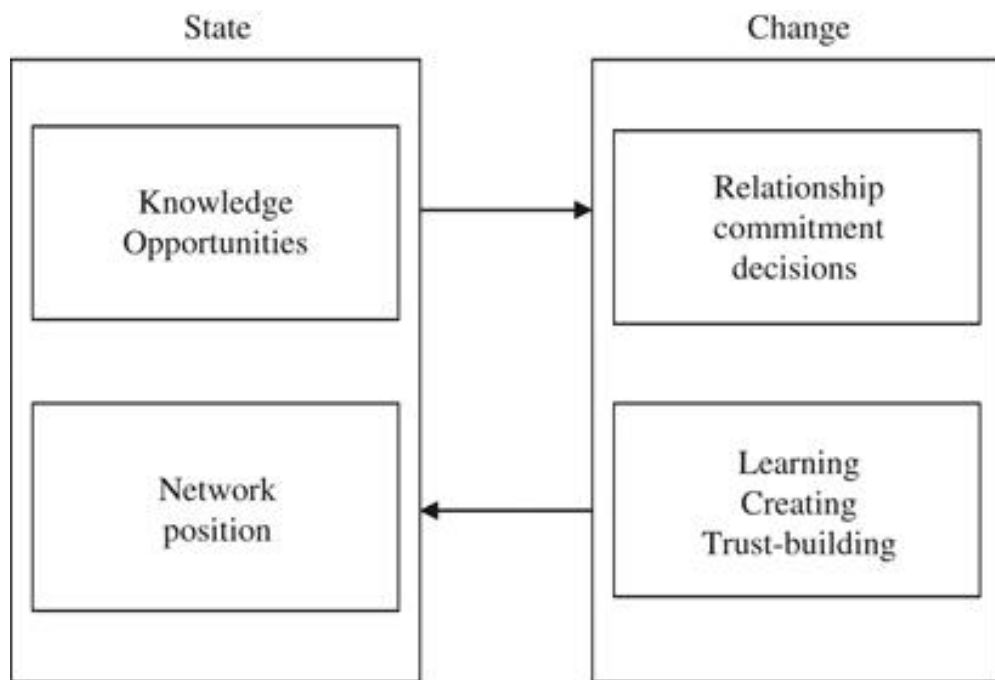 State
Change
Knowledge
Opportunities
Relationship
commitment
decisions
Network
position
Learning
Creating
Trust-building